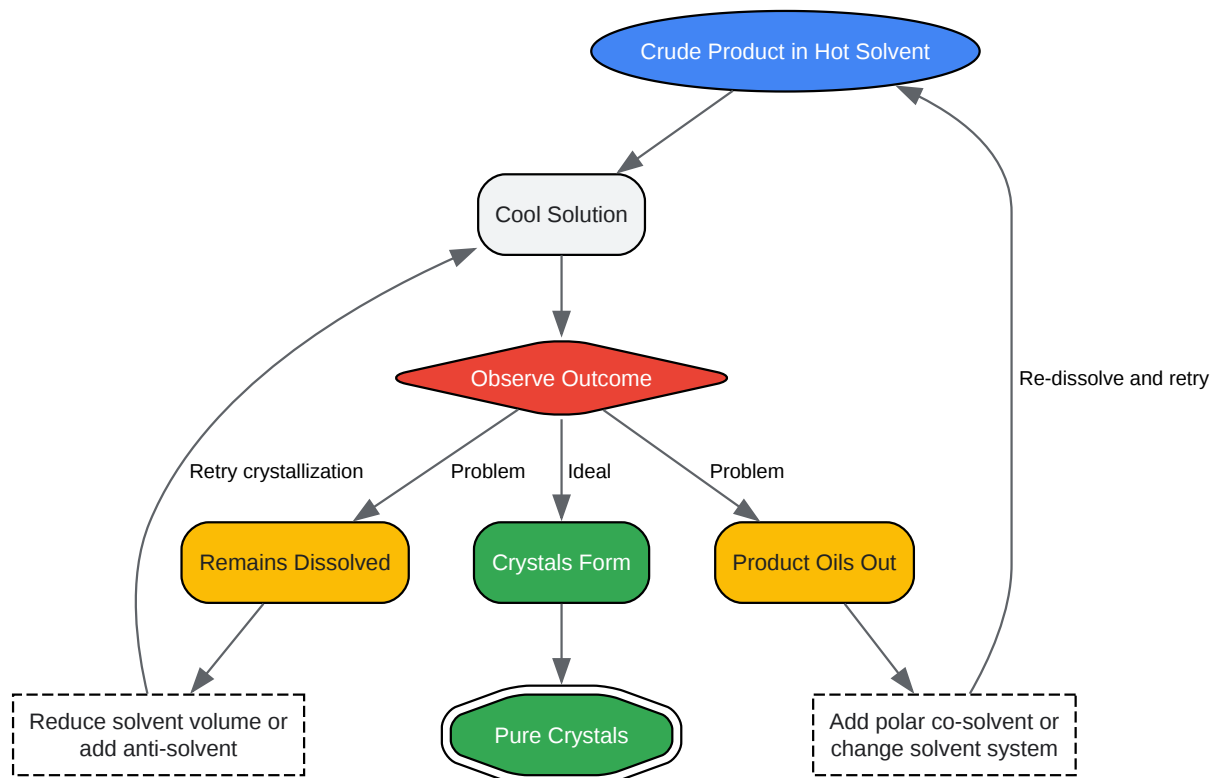 Crude Product in Hot Solvent
Cool Solution
Observe Outcome
Re-dissolve and retry
Retry crystallization
Problem
Ideal
Problem
Remains Dissolved
Crystals Form
Product Oils Out
Reduce solvent volume or
add anti-solvent
Pure Crystals
Add polar co-solvent or
change solvent system